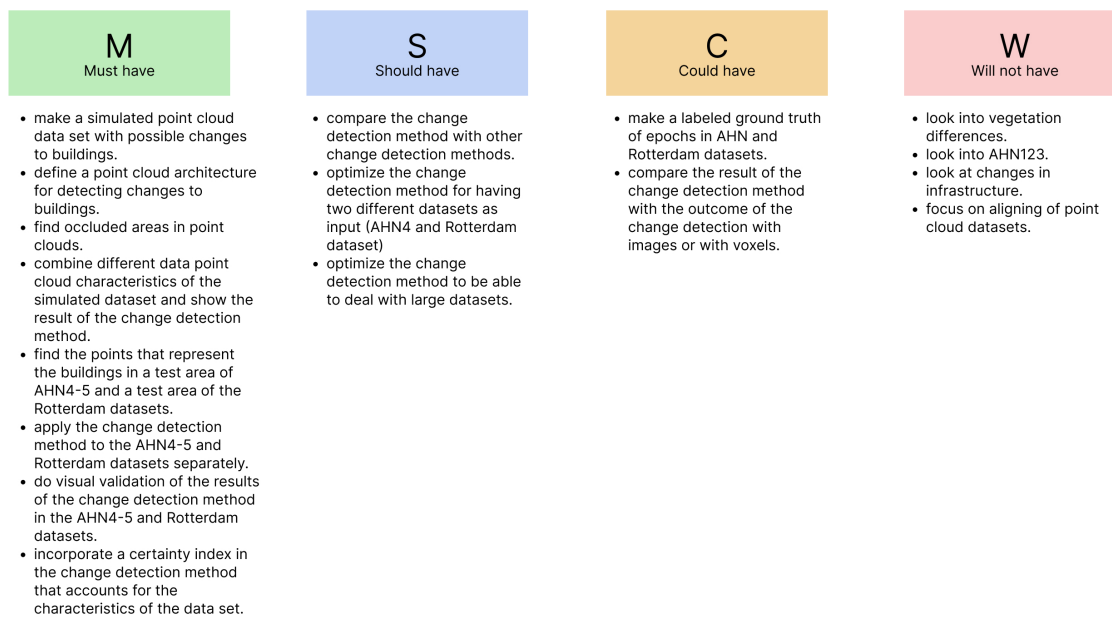 M
Must have
• make a simulated point cloud
data set with possible changes
to buildings.
• define a point cloud architecture
for detecting changes to
buildings.
• find occluded areas in point
clouds.
• combine different data point
cloud characteristics of the
simulated dataset and show the
result of the change detection
method.
• find the points that represent
the buildings in a test area of
AHN4-5 and a test area of the
Rotterdam datasets.
• apply the change detection
method to the AHN4-5 and
Rotterdam datasets separately.
• do visual validation of the results
of the change detection method
in the AHN4-5 and Rotterdam
datasets.
• incorporate a certainty index in
the change detection method
that accounts for the
characteristics of the data set.
S
Should have
• compare the change
detection method with other
change detection methods.
• optimize the change
detection method for having
two different datasets as
input (AHN4 and Rotterdam
dataset)
• optimize the change
detection method to be able
to deal with large datasets.
C
Could have
• make a labeled ground truth
of epochs in AHN and
Rotterdam datasets.
• compare the result of the
change detection method
with the outcome of the
change detection with
images or with voxels.
W
Will not have
• look into vegetation
differences.
• look into AHN123.
• look at changes in
infrastructure.
• focus on aligning of point
cloud datasets.